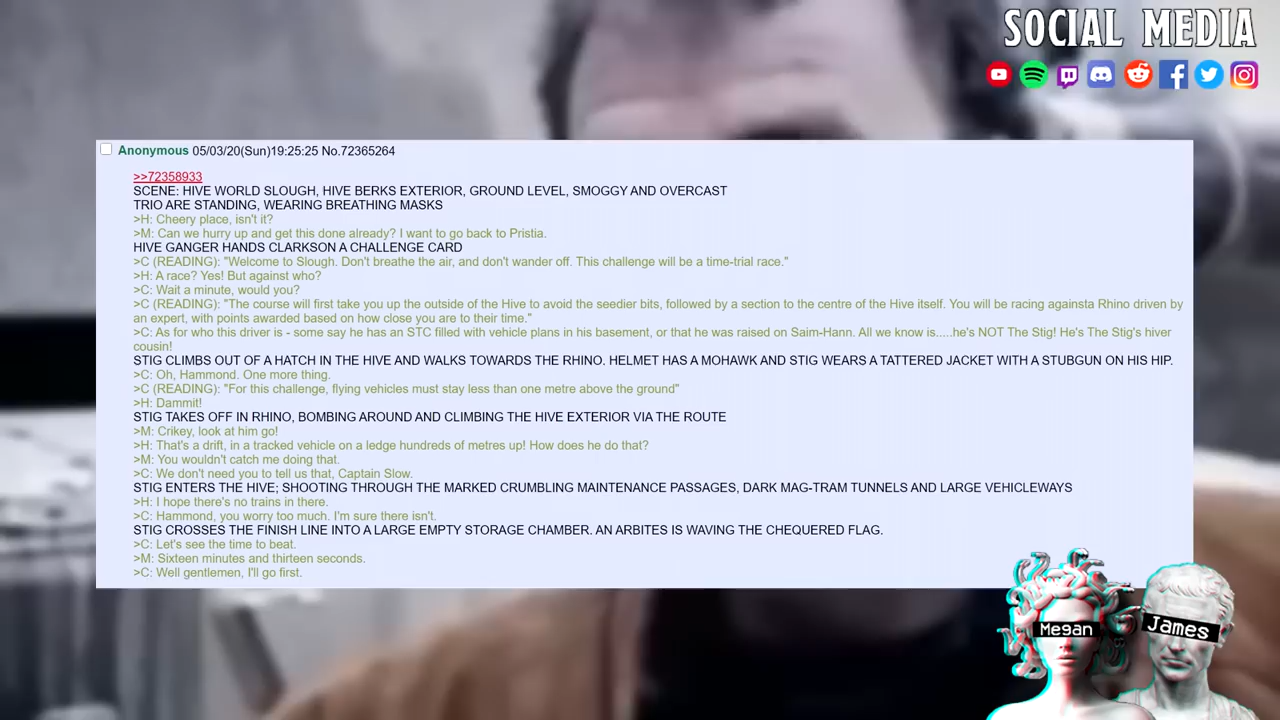 SOCIAL MEDIA
Anonymous 05/03/20(Sun)19:25:25 No.72365264
>>72358933
SCENE: HIVE WORLD SLOUGH, HIVE BERKS EXTERIOR, GROUND LEVEL, SMOGGY AND OVERCAST
TRIO ARE STANDING, WEARING BREATHING MASKS
>H: Cheery place, isn't it?
>M: Can we hurry up and get this done already? I want to go back to Pristia.
HIVE GANGER HANDS CLARKSON A CHALLENGE CARD
>C (READING): "Welcome to Slough. Don't breathe the air, and don't wander off. This challenge will be a time-trial race."
>H: A race? Yes! But against who?
>C: Wait a minute, would you?
>C (READING): "The course will first take you up the outside of the Hive to avoid the seedier bits, followed by a section to the centre of the Hive itself. You will be racing againsta Rhino driven by
an expert, with points awarded based on how close you are to their time."
>C: As for who this driver is - some say he has an STC filled with vehicle plans in his basement, or that he was raised on Saim-Hann. All we know is.....he's NOT The Stig! He's The Stig's hiver
cousin!
STIG CLIMBS OUT OF A HATCH IN THE HIVE AND WALKS TOWARDS THE RHINO. HELMET HAS A MOHAWK AND STIG WEARS A TATTERED JACKET WITH A STUBGUN ON HIS HIP.
>C: Oh, Hammond. One more thing.
>C (READING): "For this challenge, flying vehicles must stay less than one metre above the ground"
>H: Dammit!
STIG TAKES OFF IN RHINO, BOMBING AROUND AND CLIMBING THE HIVE EXTERIOR VIA THE ROUTE
>M: Crikey, look at him go!
>H: That's a drift, in a tracked vehicle on a ledge hundreds of metres up! How does he do that?
>M: You wouldn't catch me doing that.
>C: We don't need you to tell us that, Captain Slow.
STIG ENTERS THE HIVE; SHOOTING THROUGH THE MARKED CRUMBLING MAINTENANCE PASSAGES, DARK MAG-TRAM TUNNELS AND LARGE VEHICLEWAYS
>H: I hope there's no trains in there.
>C: Hammond, you worry too much. I'm sure there isn't.
STIG CROSSES THE FINISH LINE INTO A LARGE EMPTY STORAGE CHAMBER. AN ARBITES IS WAVING THE CHEQUERED FLAG.
>C: Let's see the time to beat.
>M: Sixteen minutes and thirteen seconds.
>C: Well gentlemen, I'll go first.
Megan
James